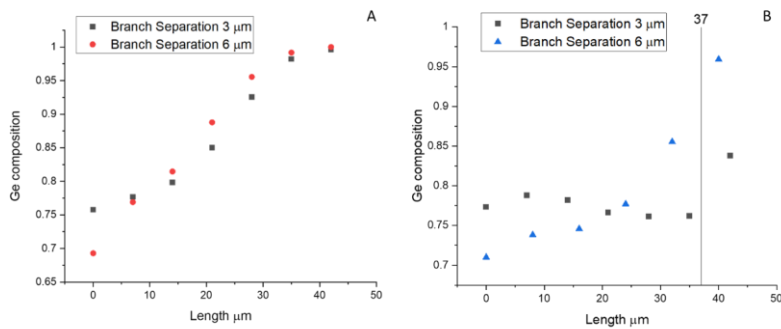 A
Branch Separation 3 μm
Branch Separation 6 μm
1
0.95
0.9
0.85
0.8
0.75
0.7
0.65
0 10 20 30 40 50
Ge composition
Length μm
37
B
Branch Separation 3 μm
Branch Separation 6 μm
1
0.95
0.9
0.85
0.8
0.75
0.7
0 10 20 30 40 50
Ge composition
Length μm